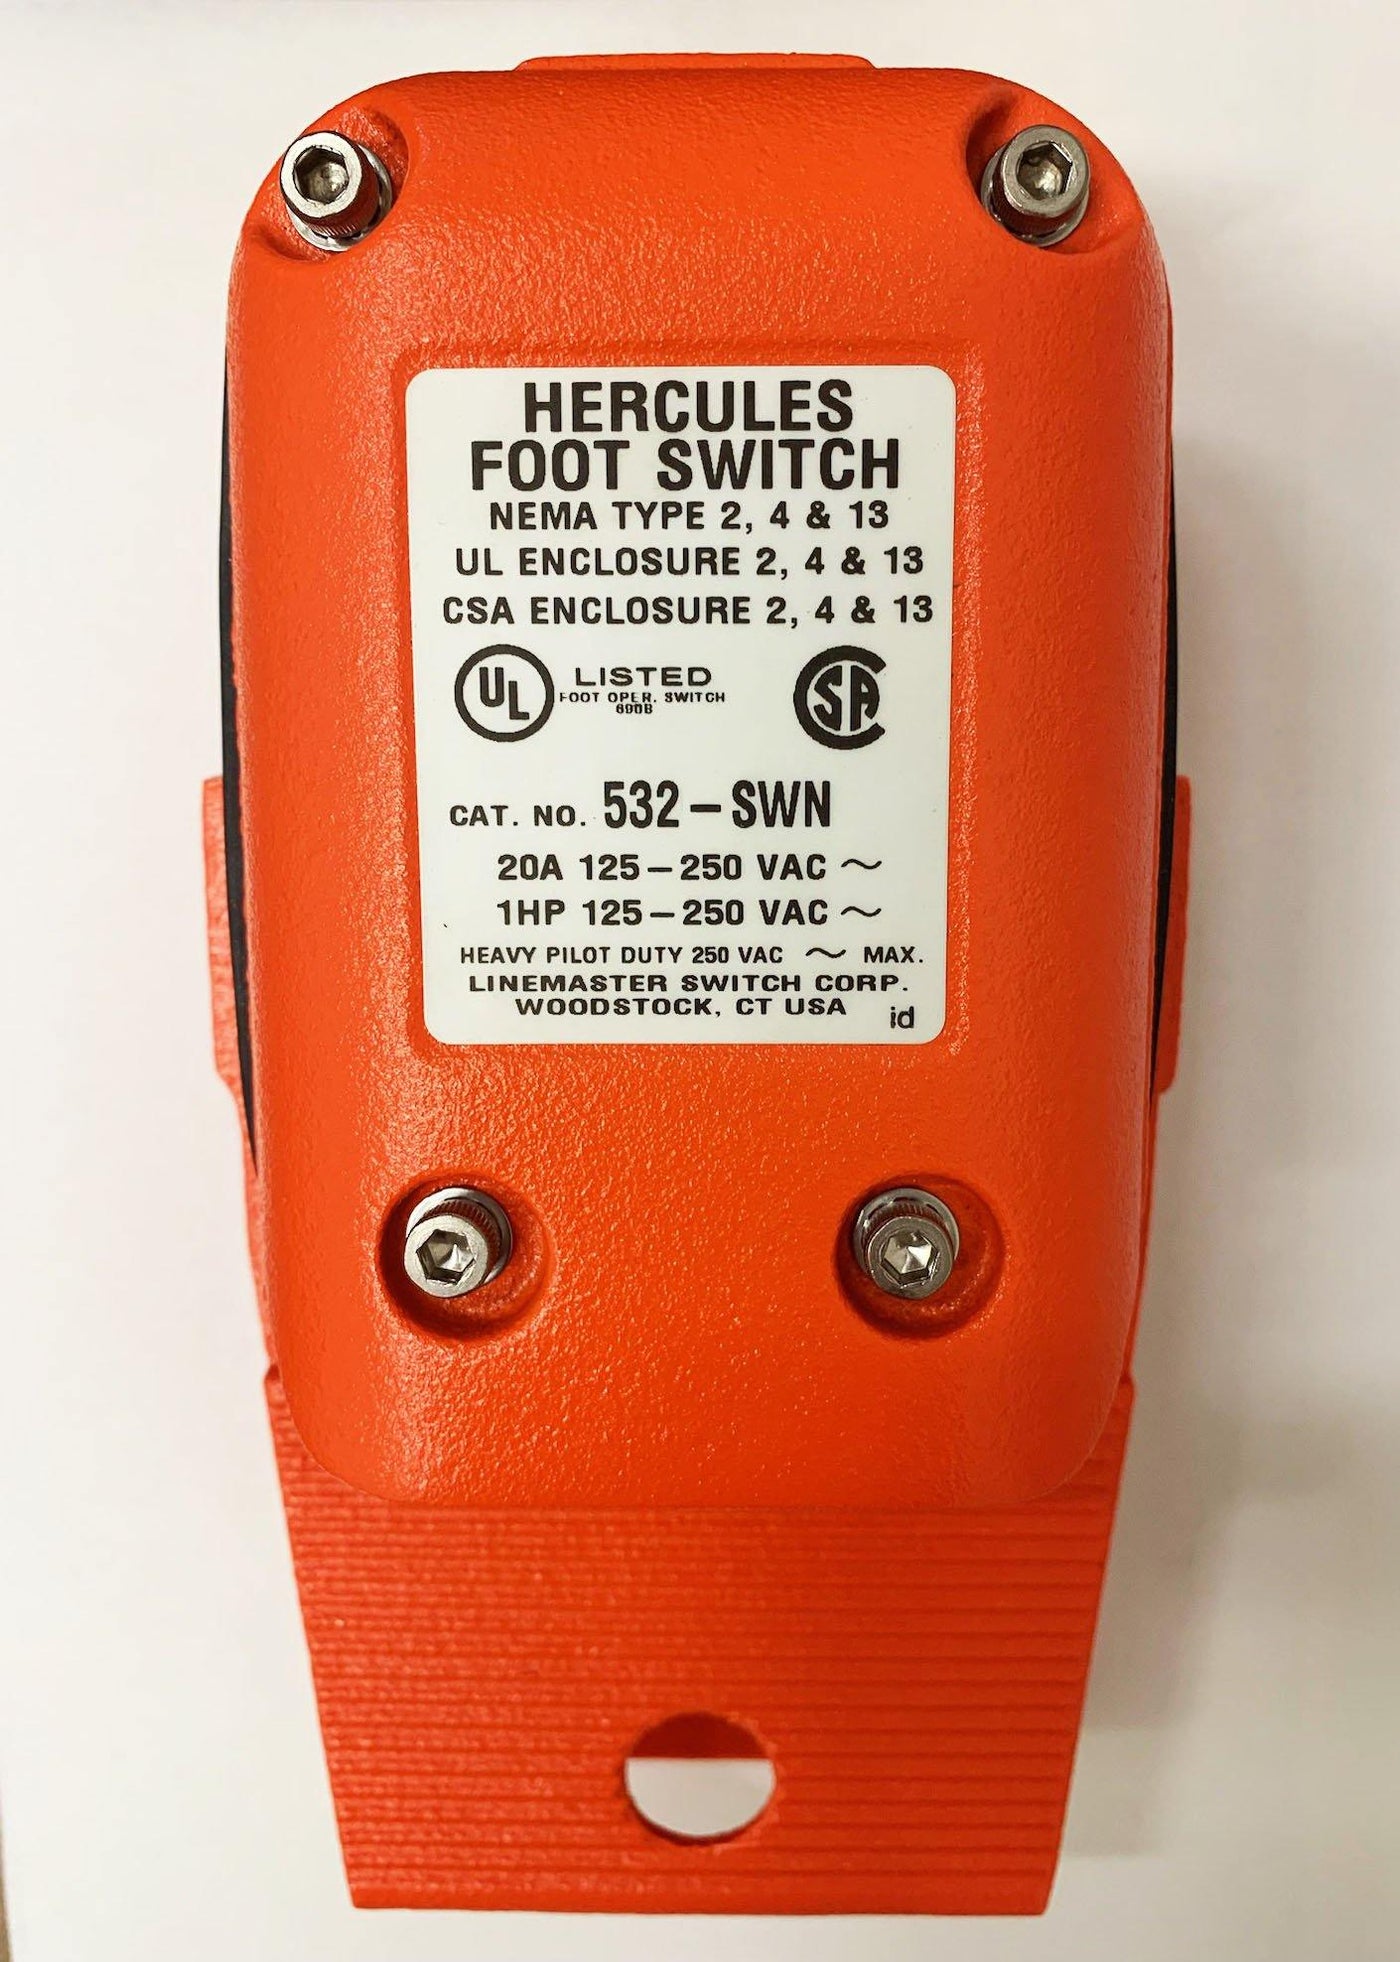 HERCULES
FOOT SWITCH
NEMA TYPE 2, 4 & 13
UL ENCLOSURE 2, 4 & 13
CSA ENCLOSURE 2, 4 & 13
UL LISTED SA
FOOT OPER. SWITCH
690B
CAT. NO. 532-SWN
20A 125-250 VAC ~
1HP 125-250 VAC ~
HEAVY PILOT DUTY 250 VAC ~ MAX.
LINEMASTER SWITCH CORP.
WOODSTOCK, CT USA
id